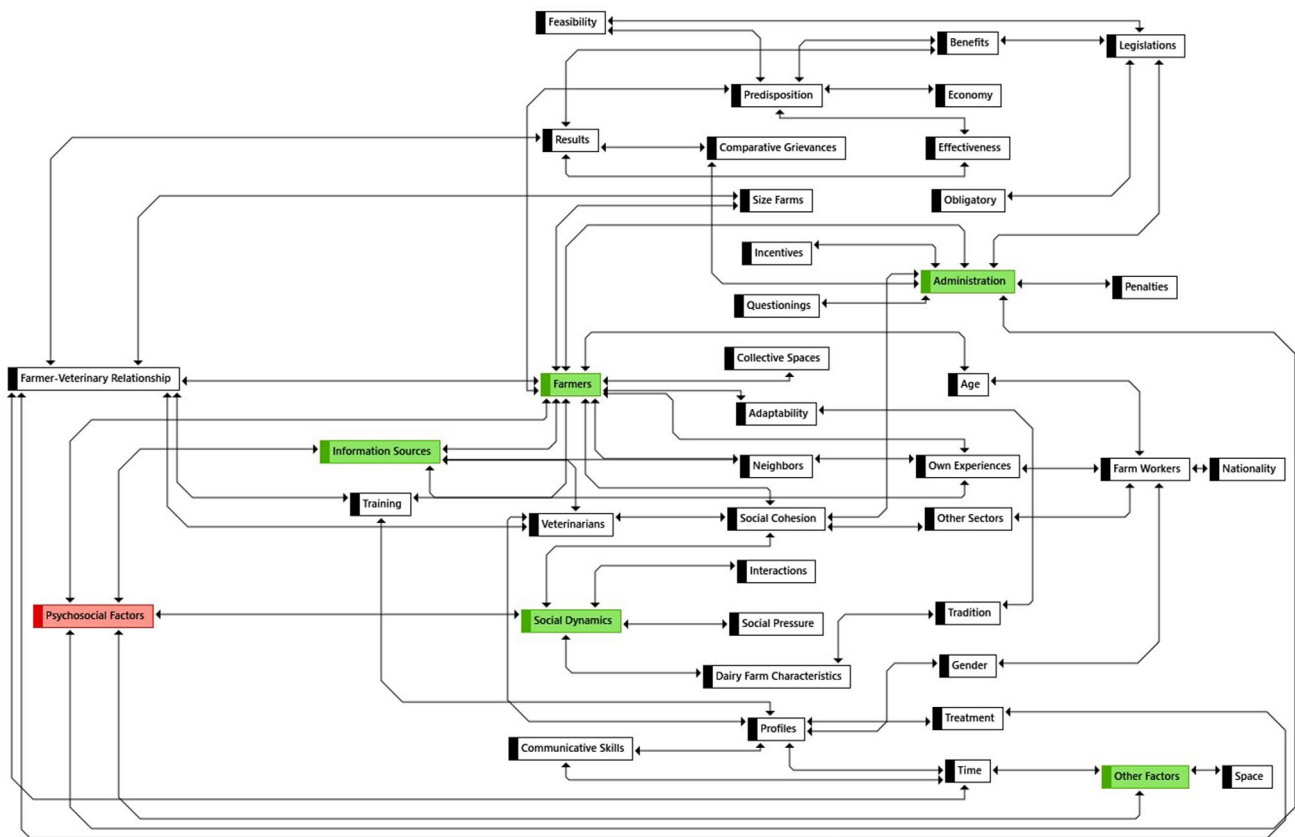 Feasibility
Benefits
Legislations
Predisposition
Economy
Results
Comparative Grievances
Effectiveness
Size Farms
Obligatory
Incentives
Administration
Penalties
Questionings
Collective Spaces
Farmer-Veterinary Relationship
Farmers
Age
Adaptability
Information Sources
Neighbors
Own Experiences
Farm Workers
Nationality
Training
Veterinarians
Social Cohesion
Other Sectors
Interactions
Psychosocial Factors
Social Dynamics
Social Pressure
Tradition
Dairy Farm Characteristics
Gender
Profiles
Treatment
Communicative Skills
Time
Other Factors
Space